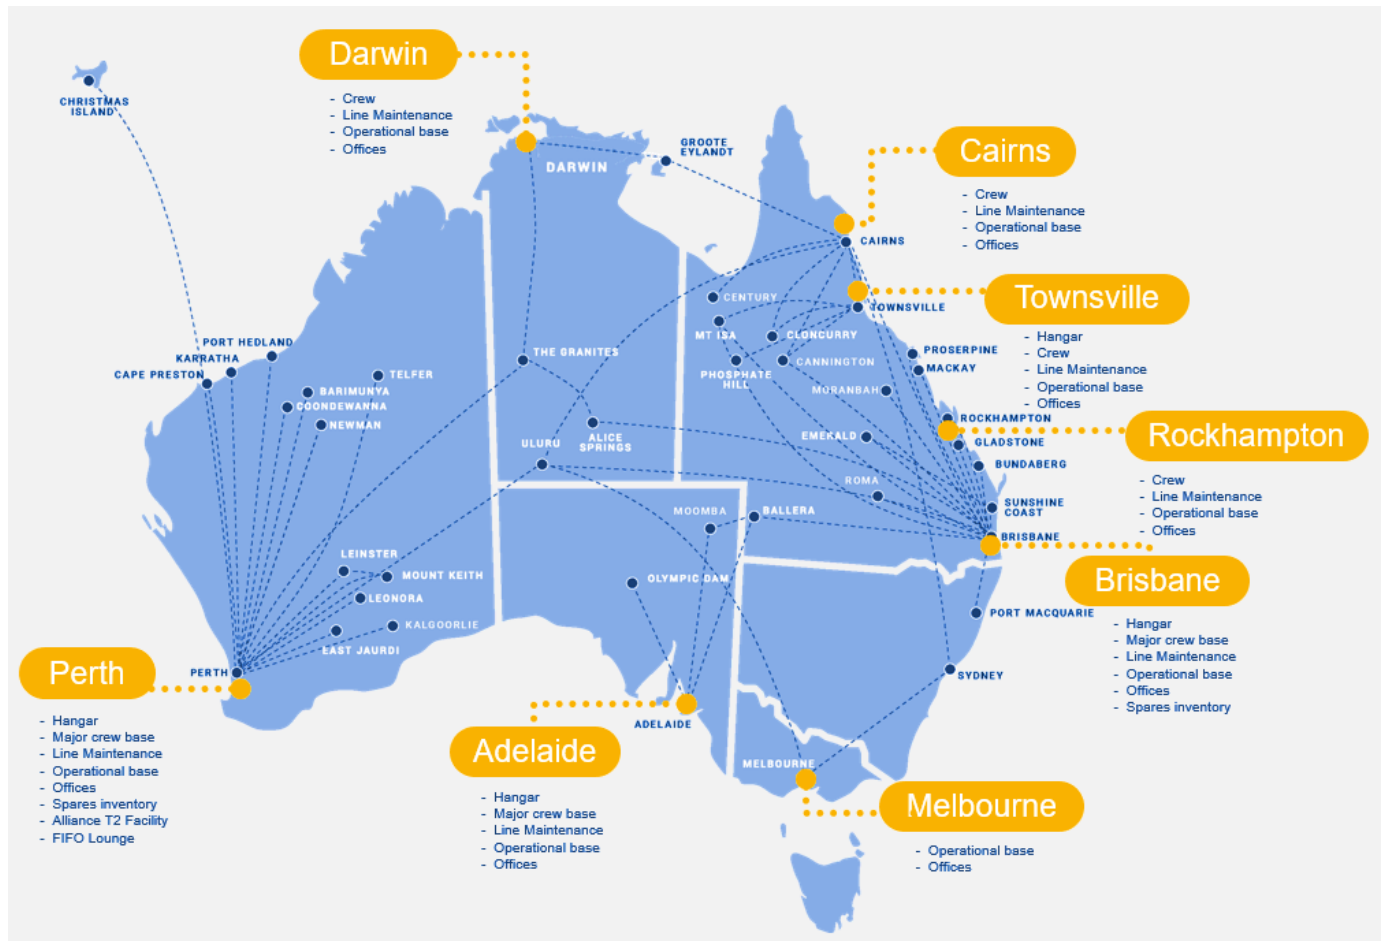 Darwin
- Crew
- Line Maintenance
- Operational base
- Offices
CHRISTMAS
ISLAND
DARWIN
GROOTE
EYLANDT
Cairns
- Crew
- Line Maintenance
- Operational base
- Offices
CAIRNS
Townsville
- Hangar
- Crew
- Line Maintenance
- Operational base
- Offices
CENTURY
TOWNSVILLE
MT ISA
CLONCURRY
PORT HEDLAND
KARRATHA
CAPE PRESTON
TELFER
BARIMUNYA
COONDEWANNA
NEWMAN
THE GRANITES
PHOSPHATE
HILL
CANNINGTON
PROSERPINE
MACKAY
MORANBAH
ROCKHAMPTON
Rockhampton
- Crew
- Line Maintenance
- Operational base
- Offices
ULURU
ALICE
SPRINGS
EMEKALD
GLADSTONE
BUNDABERG
ROMA
SUNSHINE
COAST
MOOMBA
BALLERA
BRISBANE
Brisbane
- Hangar
- Major crew base
- Line Maintenance
- Operational base
- Offices
- Spares inventory
LEINSTER
MOUNT KEITH
LEONORA
KALGOORLIE
EAST JAURDI
OLYMPIC DAM
PORT MACQUARIE
PERTH
Perth
- Hangar
- Major crew base
- Line Maintenance
- Operational base
- Offices
- Spares inventory
- Alliance T2 Facility
- FIFO Lounge
SYDNEY
ADELAIDE
Adelaide
- Hangar
- Major crew base
- Line Maintenance
- Operational base
- Offices
MELBOURNE
Melbourne
- Operational base
- Offices